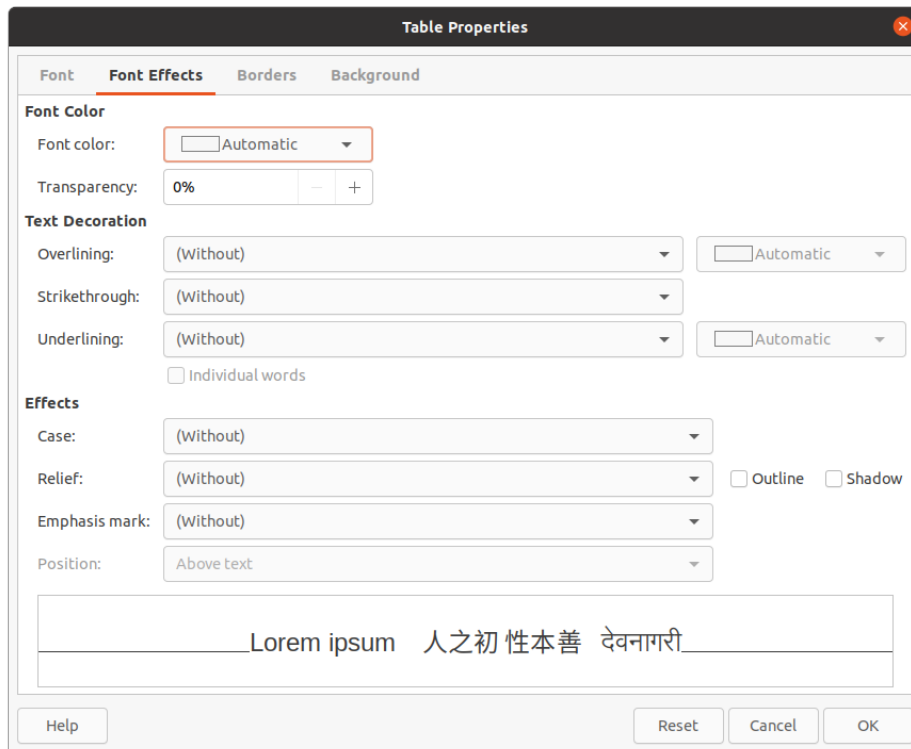 Table Properties
Font Font Effects Borders Background
Font Color
Font color: Automatic
Transparency: 0%
Text Decoration
Overlining: (Without) Automatic
Strikethrough: (Without)
Underlining: (Without) Automatic
Individual words
Effects
Case: (Without)
Relief: (Without) Outline Shadow
Emphasis mark: (Without)
Position: Above text
Lorem ipsum 人之初 性本善 देवनागरी
Help Reset Cancel OK